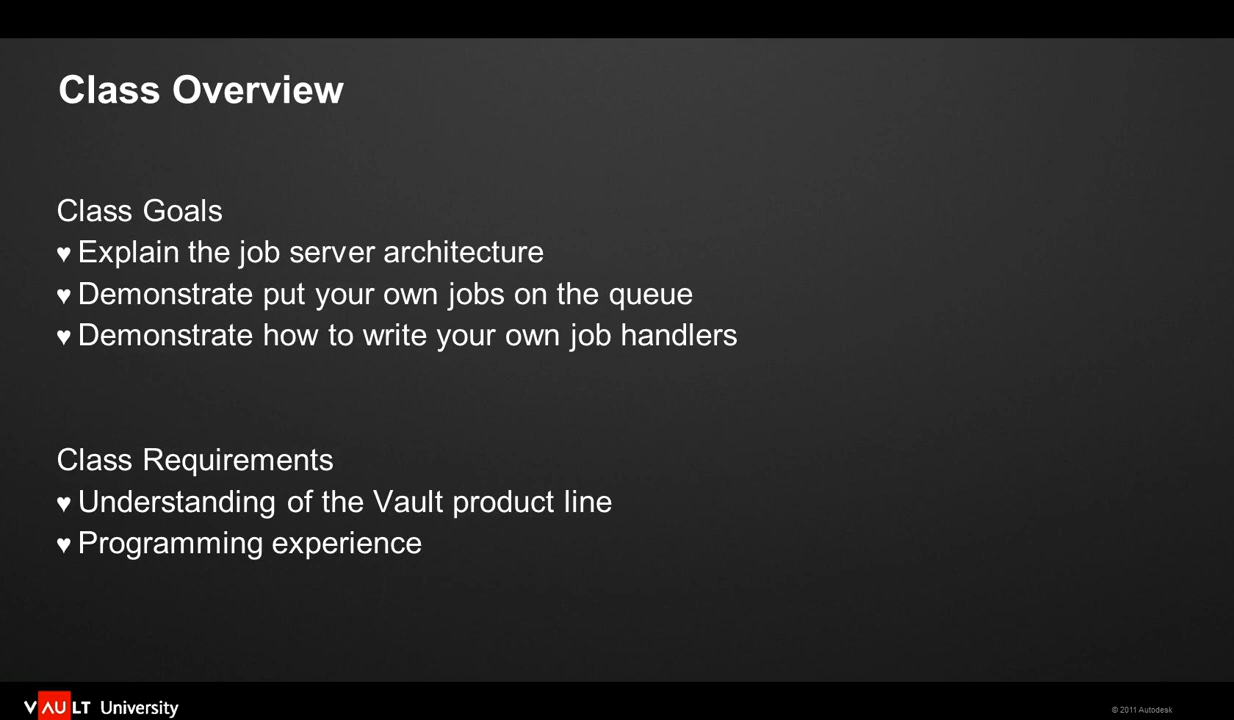 Class Overview
Class Goals
♥ Explain the job server architecture
♥ Demonstrate put your own jobs on the queue
♥ Demonstrate how to write your own job handlers
Class Requirements
♥ Understanding of the Vault product line
♥ Programming experience
VAULT University
© 2011 Autodesk